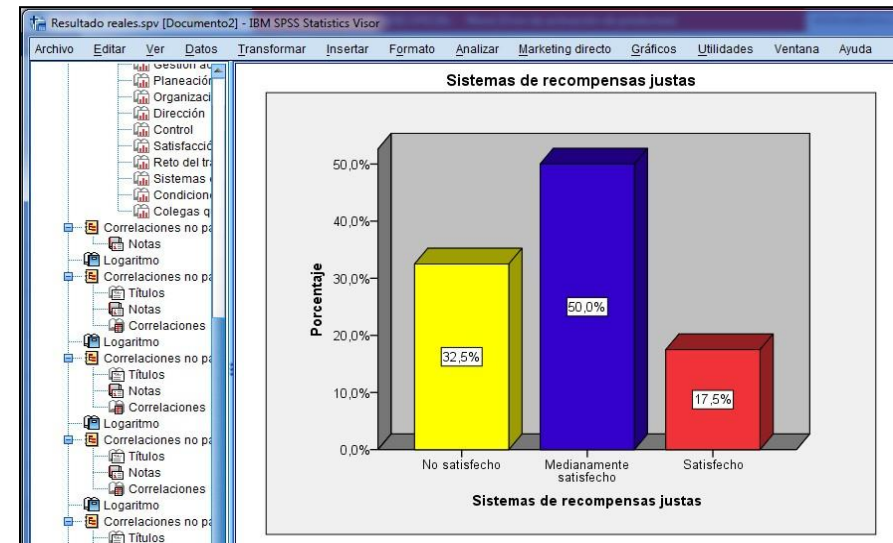 Resultado reales.spv [Documento2] - IBM SPSS Statistics Visor
Archivo Editar Ver Datos Transformar Insertar Formato Analizar Marketing directo Gráficos Utilidades Ventana Ayuda
Planeación
Organizaci
Dirección
Control
Satisfacció
Reto del tr
Sistemas
Condicion
Colegas q
Correlaciones no pa
Notas
Logaritmo
Correlaciones no pa
Títulos
Notas
Correlaciones
Logaritmo
Correlaciones no pa
Títulos
Notas
Correlaciones
Logaritmo
Correlaciones no pa
Títulos
Notas
Correlaciones
Logaritmo
Correlaciones no pa
Títulos
Sistemas de recompensas justas
Porcentaje
50,0%
40,0%
30,0%
20,0%
10,0%
0,0%
32,5%
50,0%
17,5%
No satisfecho
Medianamente
satisfecho
Satisfecho
Sistemas de recompensas justas